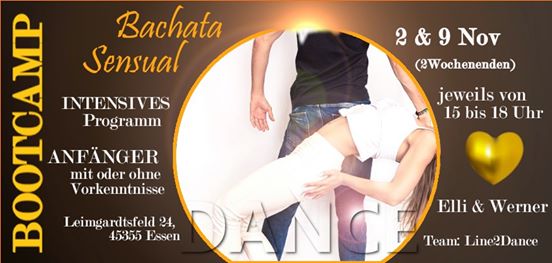 BOOTCAMP
Bachata
Sensual
INTENSIVES
Programm
ANFÄNGER
mit oder ohne
Vorkenntnisse
Leimgardtsfeld 24,
45355 Essen
DANCE
2 & 9 Nov
(2Wochenenden)
jeweils von
15 bis 18 Uhr
Elli & Werner
Team: Line2Dance